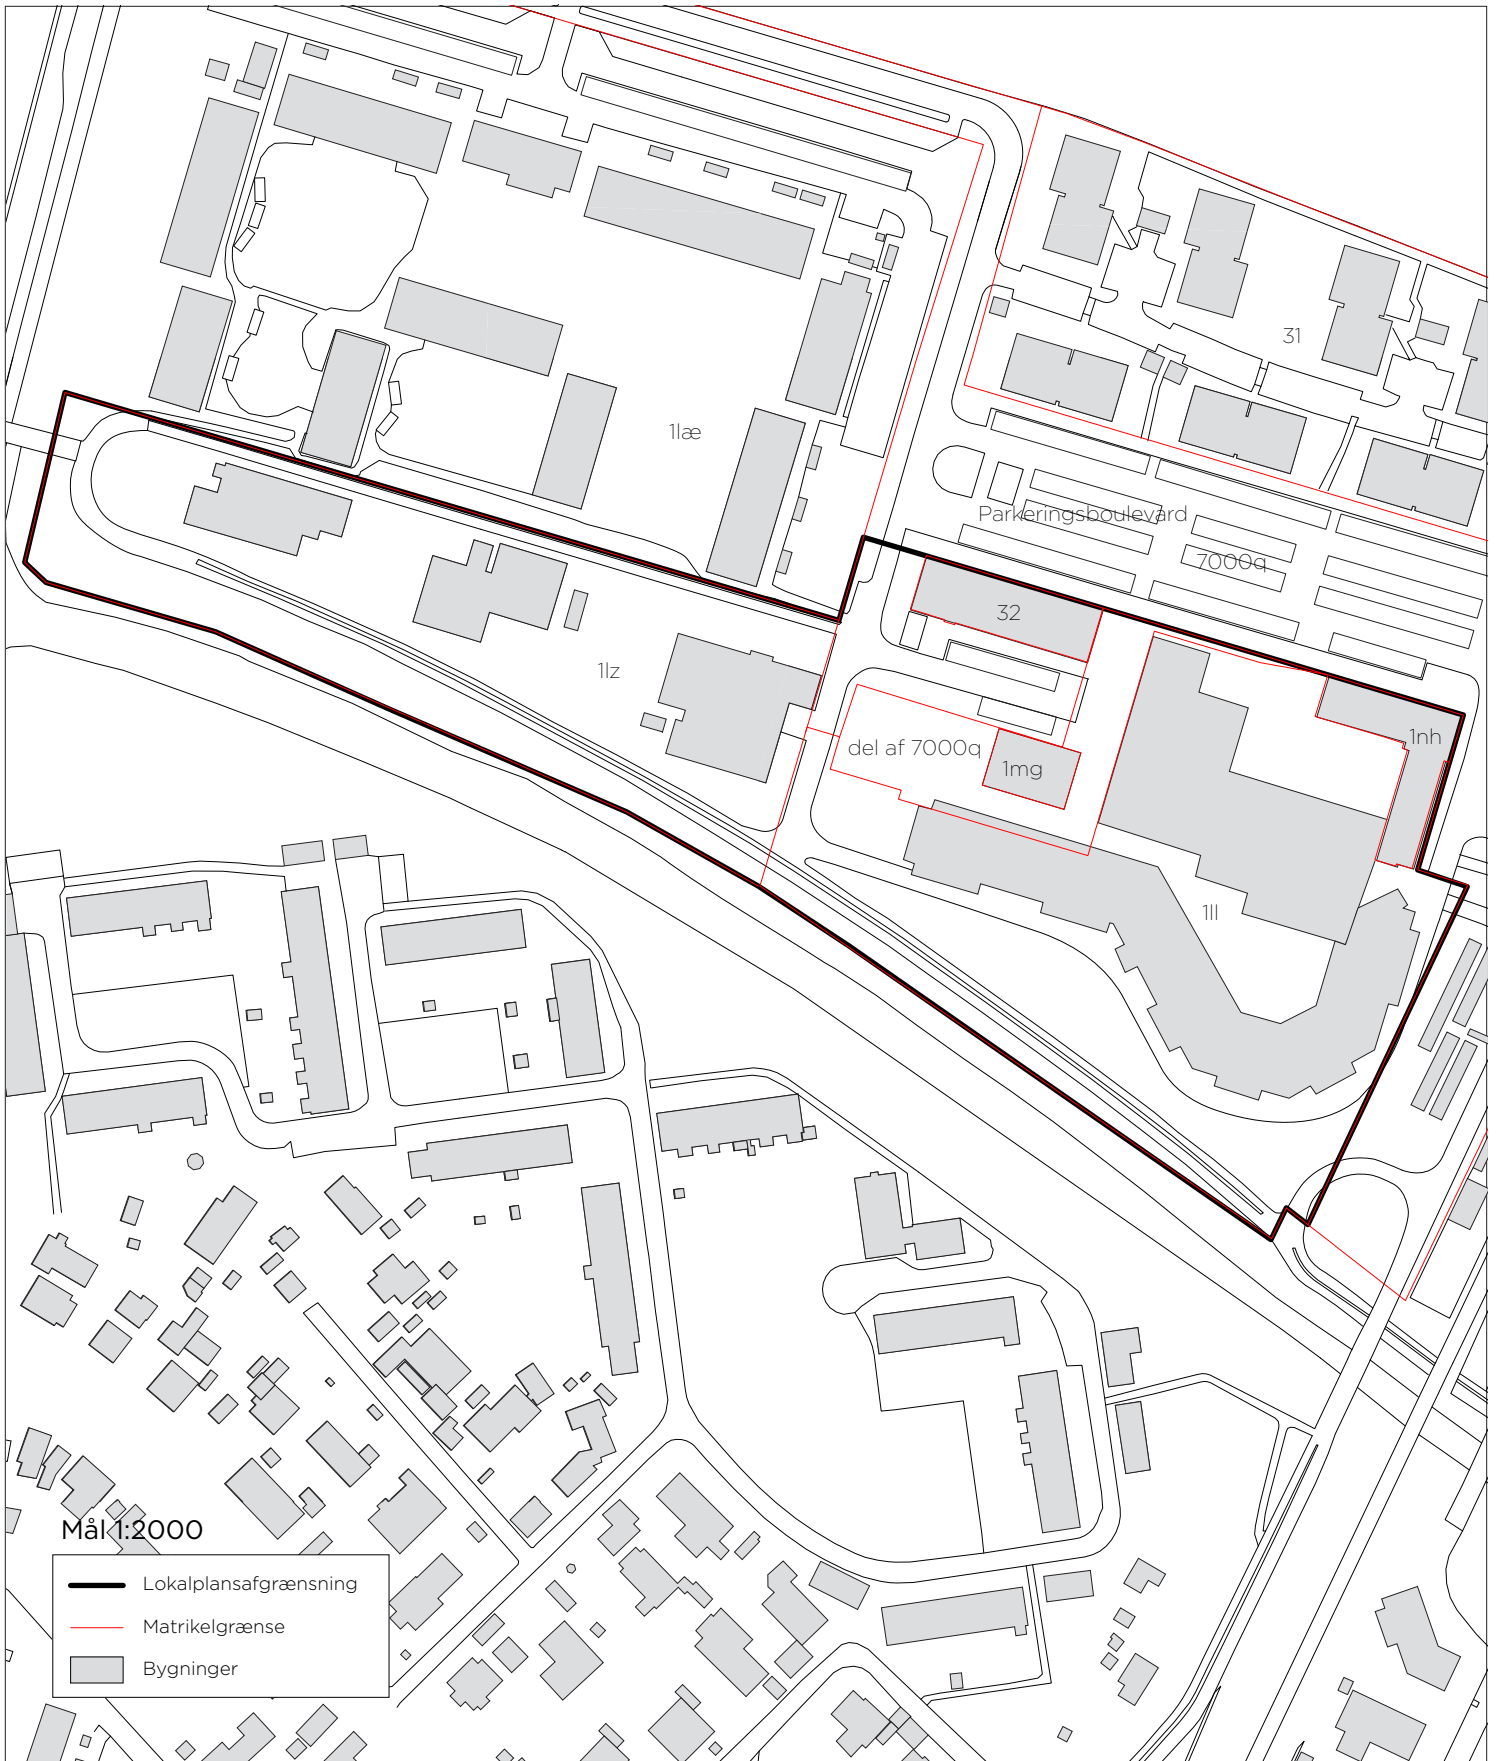 31
1læ
Parkeringsboulevard
7000q
32
1lz
1nh
del af 7000q
1mg
1ll
Mål 1:2000
Lokalplansafgrænsning
Matrikelgrænse
Bygninger